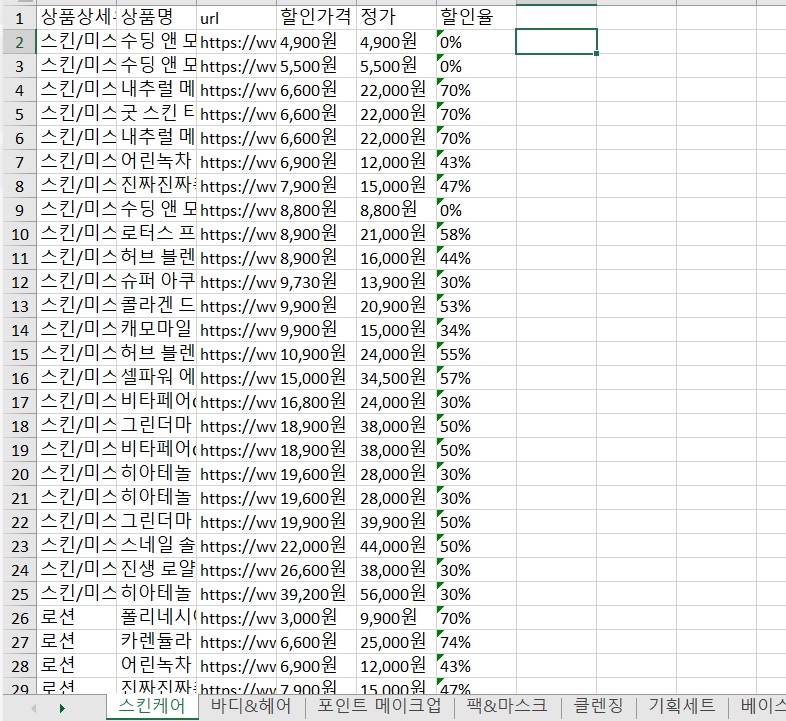 1 상품상세 상품명 url 할인가격 정가 할인율
2 스킨/미스 수딩 앤 모 https://ww 4,900원 4,900원 0%
3 스킨/미스 수딩 앤 모 https://ww 5,500원 5,500원 0%
4 스킨/미스 내추럴 메 https://ww 6,600원 22,000원 70%
5 스킨/미스 굿 스킨 티 https://ww 6,600원 22,000원 70%
6 스킨/미스 내추럴 메 https://ww 6,600원 22,000원 70%
7 스킨/미스 어린녹차 https://ww 6,900원 12,000원 43%
8 스킨/미스 진짜진짜 https://ww 7,900원 15,000원 47%
9 스킨/미스 수딩 앤 모 https://ww 8,800원 8,800원 0%
10 스킨/미스 로터스 프 https://ww 8,900원 21,000원 58%
11 스킨/미스 허브 블렌 https://ww 8,900원 16,000원 44%
12 스킨/미스 슈퍼 아쿠 https://ww 9,730원 13,900원 30%
13 스킨/미스 콜라겐 드 https://ww 9,900원 20,900원 53%
14 스킨/미스 캐모마일 https://ww 9,900원 15,000원 34%
15 스킨/미스 허브 블렌 https://ww 10,900원 24,000원 55%
16 스킨/미스 셀파워 에 https://ww 15,000원 34,500원 57%
17 스킨/미스 비타페어 https://ww 16,800원 24,000원 30%
18 스킨/미스 그린더마 https://ww 18,900원 38,000원 50%
19 스킨/미스 비타페어 https://ww 18,900원 38,000원 50%
20 스킨/미스 히아테놀 https://ww 19,600원 28,000원 30%
21 스킨/미스 히아테놀 https://ww 19,600원 28,000원 30%
22 스킨/미스 그린더마 https://ww 19,900원 39,900원 50%
23 스킨/미스 스네일 솔 https://ww 22,000원 44,000원 50%
24 스킨/미스 진생 로얄 https://ww 26,600원 38,000원 30%
25 스킨/미스 히아테놀 https://ww 39,200원 56,000원 30%
26 로션 폴리네시 https://ww 3,000원 9,900원 70%
27 로션 카렌듈라 https://ww 6,600원 25,000원 74%
28 로션 어린녹차 https://ww 6,900원 12,000원 43%
29 로션 진짜진짜 https://ww 7,900원 15,000원 47%
스킨케어 바디&헤어 포인트 메이크업 팩&마스크 클렌징 기획세트 베이스